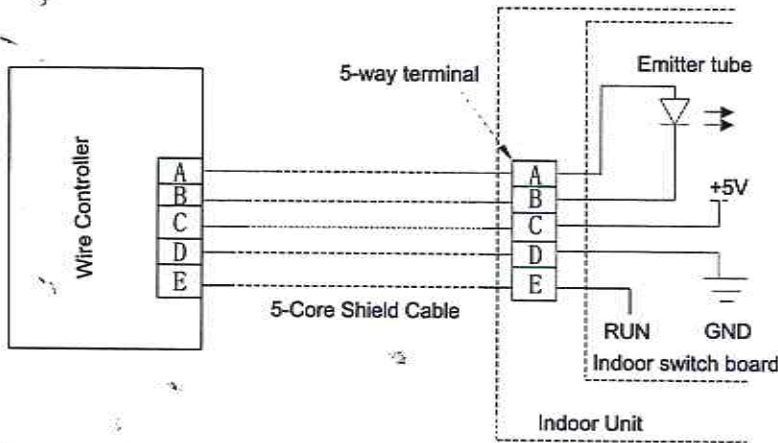 5-way terminal
Emitter tube
Wire Controller
A
B
C
D
E
A
B
C
D
E
+5V
5-Core Shield Cable
RUN
GND
Indoor switch board
Indoor Unit